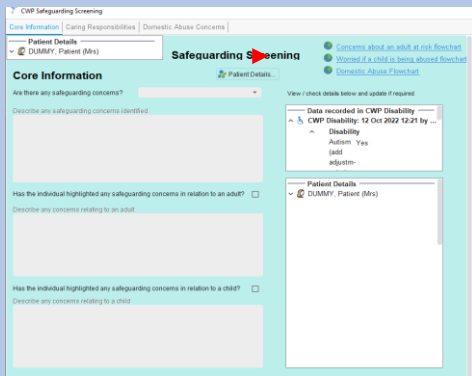 CWP Safeguarding Screening
Core Information | Caring Responsibilities | Domestic Abuse Concerns
Patient Details
DUMMY, Patient (Mrs)
Safeguarding Screening
Concerns about an adult at risk flowchart
Worried if a child is being abused flowchart
Domestic Abuse Flowchart
Core Information
Patient Details...
Are there any safeguarding concerns?
View / check details below and update if required
Describe any safeguarding concerns identified
Data recorded in CWP Disability
CWP Disability: 12 Oct 2022 12:21 by ...
Disability
Autism Yes
(add
adjustm-
Patient Details
DUMMY, Patient (Mrs)
Has the individual highlighted any safeguarding concerns in relation to an adult?
Describe any concerns relating to an adult
Has the individual highlighted any safeguarding concerns in relation to a child?
Describe any concerns relating to a child